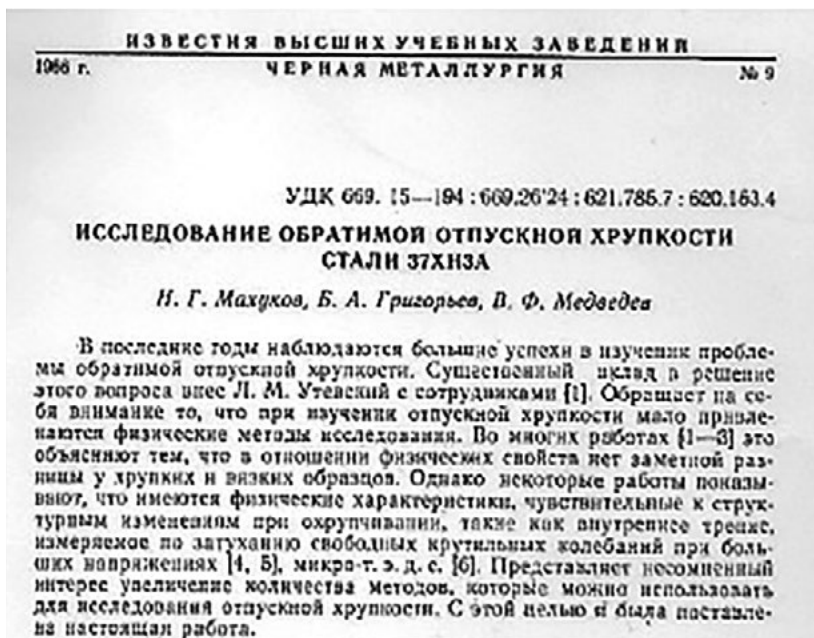 ИЗВЕСТИЯ ВЫСШИХ УЧЕБНЫХ ЗАВЕДЕНИЙ
1966 г. ЧЕРНАЯ МЕТАЛЛУРГИЯ № 9
УДК 669. 15—194 : 669.26'24 : 621.785.7 : 620.163.4
ИССЛЕДОВАНИЕ ОБРАТИМОЙ ОТПУСКНОЙ ХРУПКОСТИ
СТАЛИ 37ХН3А
Н. Г. Махуков, Б. А. Григорьев, В. Ф. Медведев
В последние годы наблюдаются большие успехи в изучении пробле-
мы обратимой отпускной хрупкости. Существенный вклад в решение
этого вопроса внес Л. М. Утевский с сотрудниками [1]. Обращает на се-
бя внимание то, что при изучении отпускной хрупкости мало привле-
каются физические методы исследования. Во многих работах [1—3] это
объясняют тем, что в отношении физических свойств нет заметной раз-
ницы у хрупких и вязких образцов. Однако некоторые работы показы-
вают, что имеются физические характеристики, чувствительные к струк-
турным изменениям при охрупчивании, такие как внутреннее трение,
измеряемое по затуханию свободных крутильных колебаний при боль-
ших напряжениях [4, 5], микро-т. э. д. с. [6]. Представляет несомненный
интерес увеличение количества методов, которые можно использовать
для исследования отпускной хрупкости. С этой целью и была поставле-
на настоящая работа.